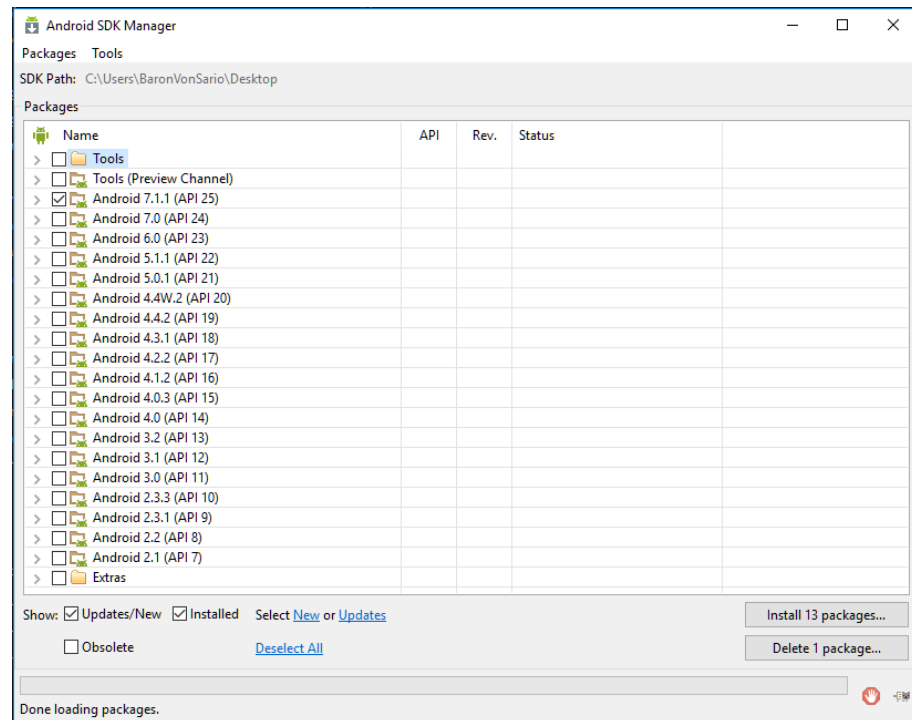 Android SDK Manager
Packages Tools
SDK Path: C:\Users\BaronVonSario\Desktop
Packages
Name API Rev. Status
Tools
Tools (Preview Channel)
Android 7.1.1 (API 25)
Android 7.0 (API 24)
Android 6.0 (API 23)
Android 5.1.1 (API 22)
Android 5.0.1 (API 21)
Android 4.4W.2 (API 20)
Android 4.4.2 (API 19)
Android 4.3.1 (API 18)
Android 4.2.2 (API 17)
Android 4.1.2 (API 16)
Android 4.0.3 (API 15)
Android 4.0 (API 14)
Android 3.2 (API 13)
Android 3.1 (API 12)
Android 3.0 (API 11)
Android 2.3.3 (API 10)
Android 2.3.1 (API 9)
Android 2.2 (API 8)
Android 2.1 (API 7)
Extras
Show: Updates/New Installed Select New or Updates Install 13 packages...
Obsolete Deselect All Delete 1 package...
Done loading packages.